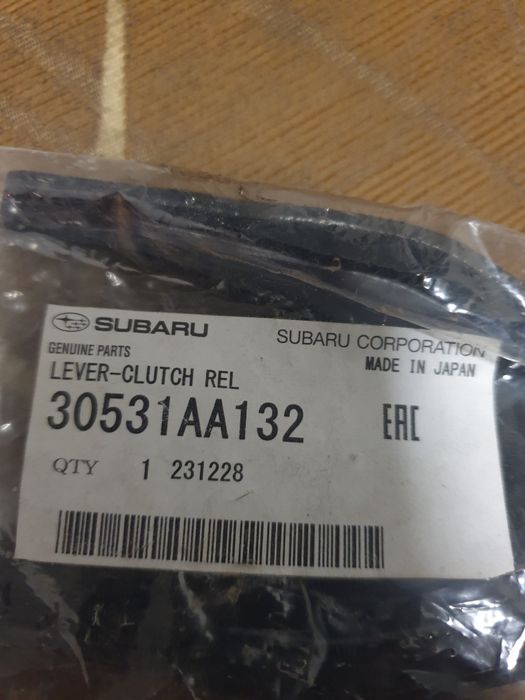 SUBARU
SUBARU CORPORATION
GENUINE PARTS
MADE IN JAPAN
LEVER-CLUTCH REL
30531AA132
EAC
QTY 1 231228